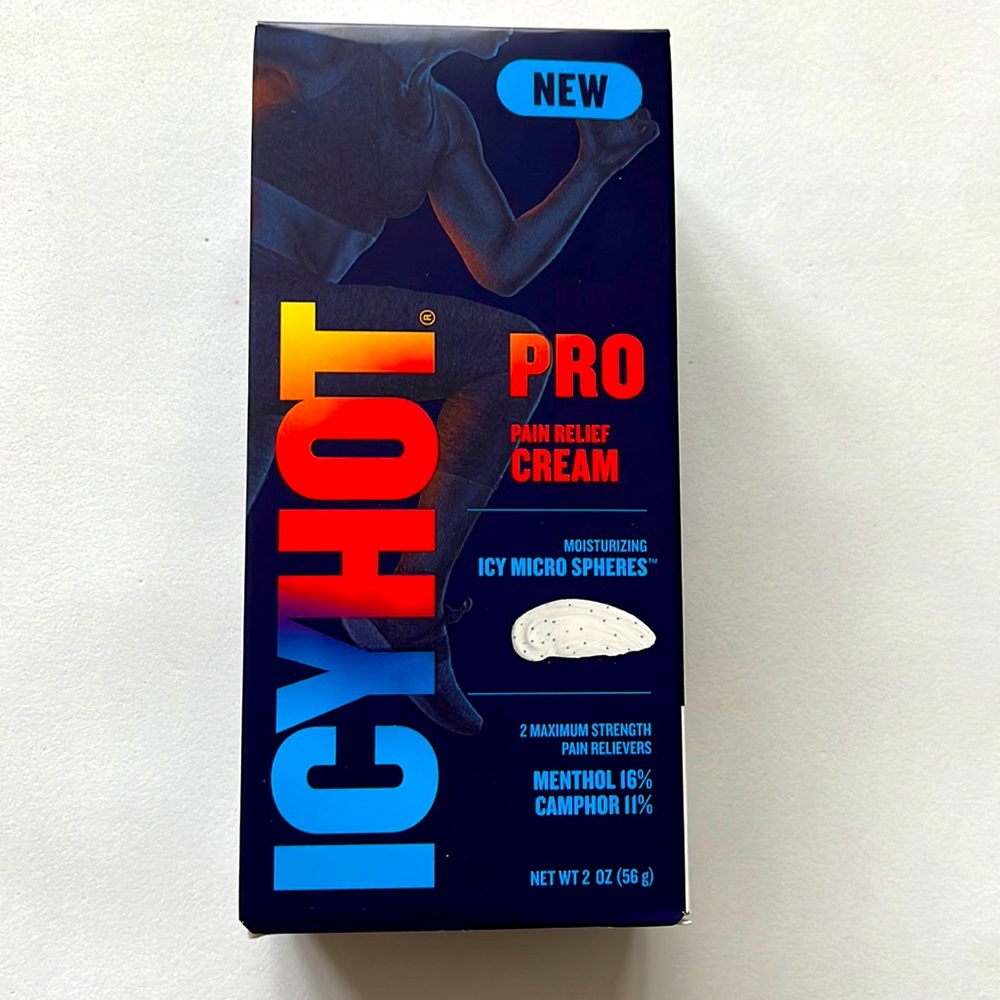 NEW
ICYHOT®
PRO
PAIN RELIEF
CREAM
MOISTURIZING
ICY MICRO SPHERES™
2 MAXIMUM STRENGTH
PAIN RELIEVERS
MENTHOL 16%
CAMPHOR 11%
NET WT 2 OZ (56 g)